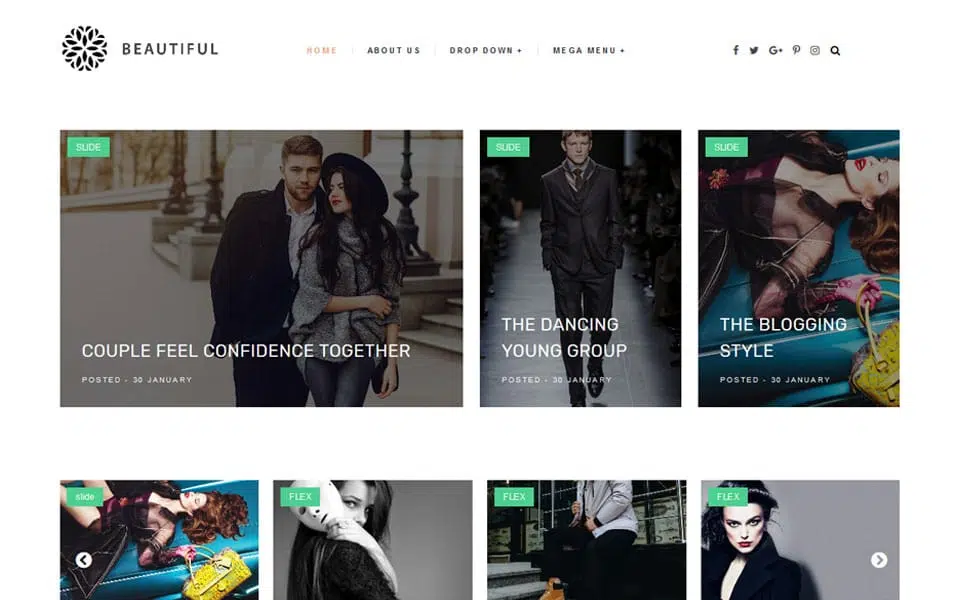 BEAUTIFUL
HOME
ABOUT US
DROP DOWN +
MEGA MENU +
SLIDE
COUPLE FEEL CONFIDENCE TOGETHER
POSTED - 30 JANUARY
SLIDE
THE DANCING
YOUNG GROUP
POSTED - 30 JANUARY
SLIDE
THE BLOGGING
STYLE
POSTED - 30 JANUARY
slide
FLEX
FLEX
FLEX